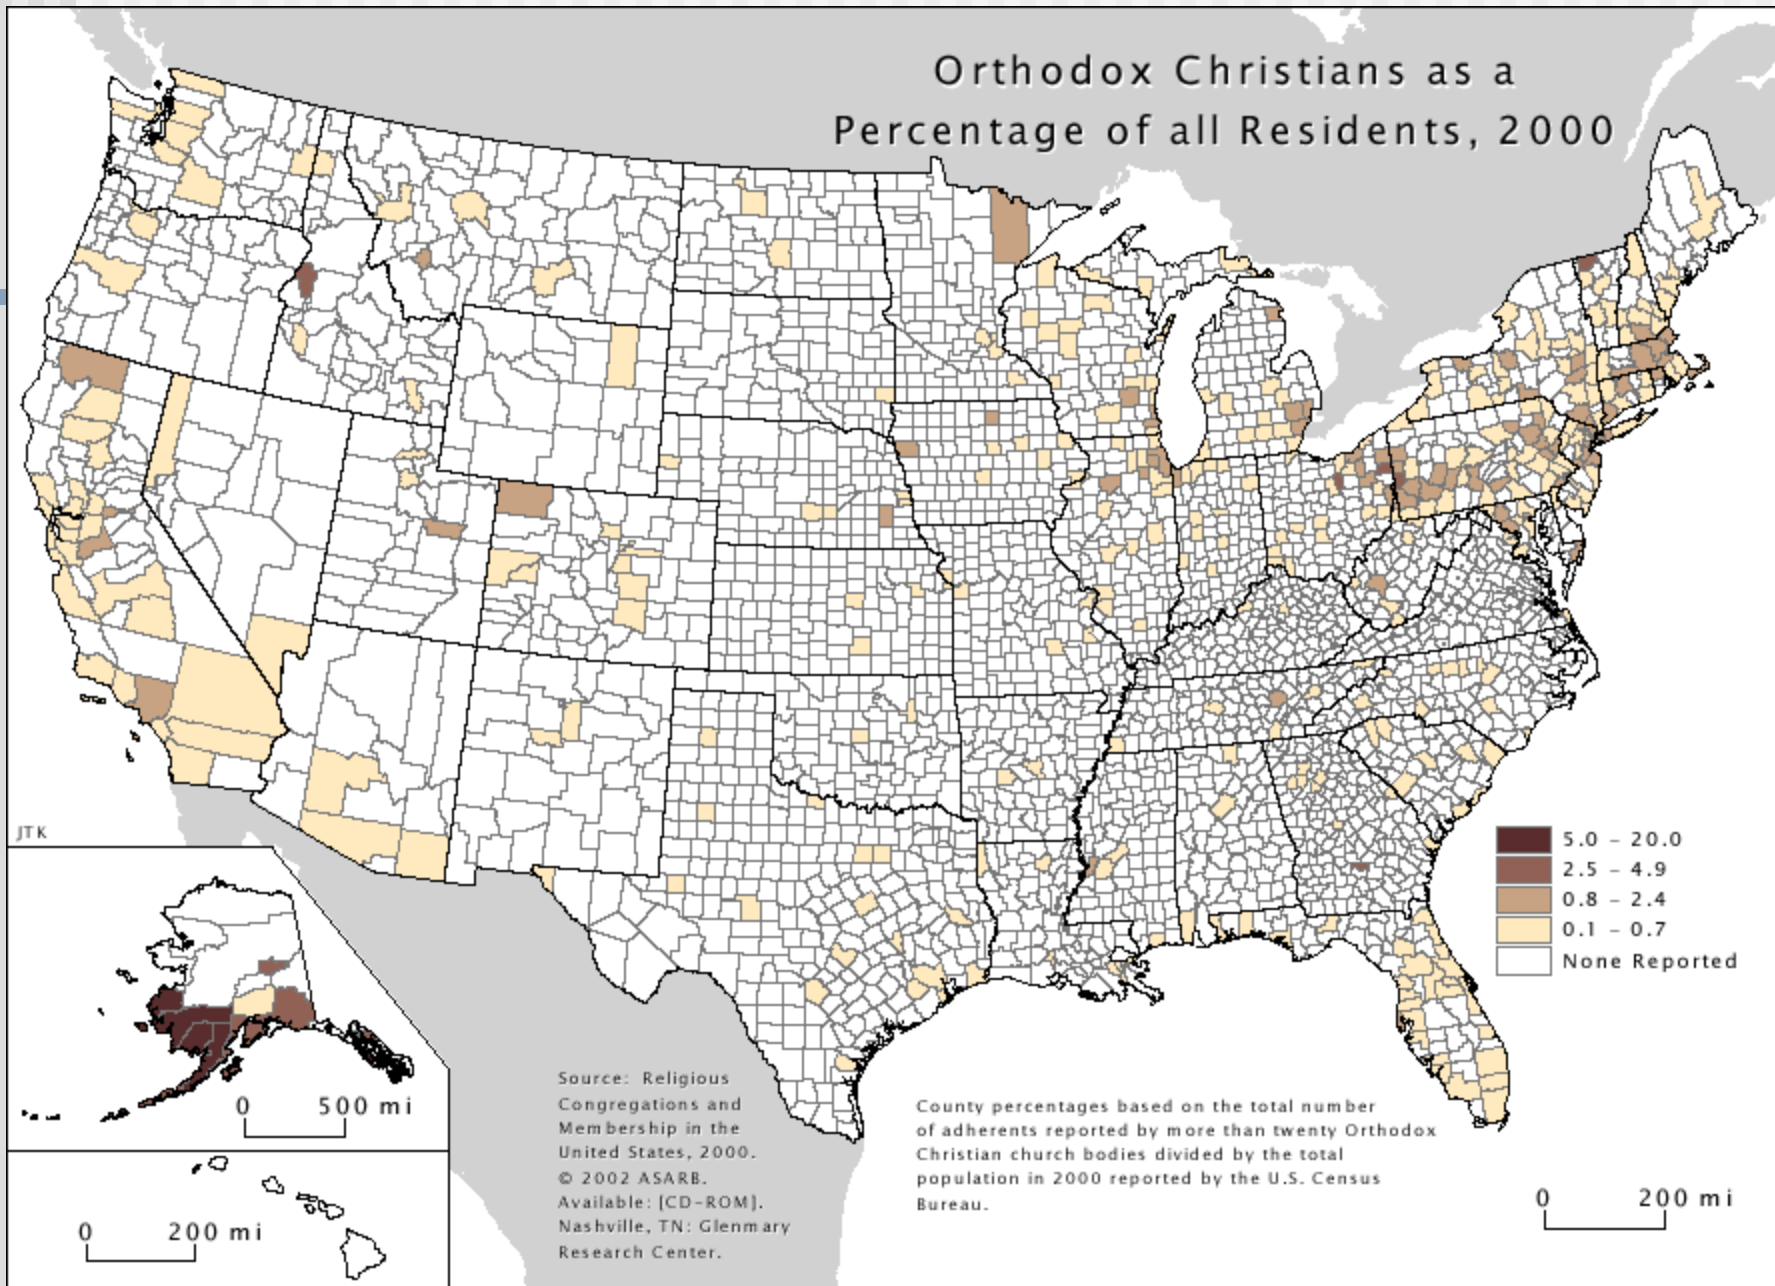 Orthodox Christians as a
Percentage of all Residents, 2000
JTK
5.0 – 20.0
2.5 – 4.9
0.8 – 2.4
0.1 – 0.7
None Reported
0 500 mi
0 200 mi
Source: Religious
Congregations and
Membership in the
United States, 2000.
© 2002 ASARB.
Available: [CD-ROM].
Nashville, TN: Glenmary
Research Center.
County percentages based on the total number
of adherents reported by more than twenty Orthodox
Christian church bodies divided by the total
population in 2000 reported by the U.S. Census
Bureau.
0 200 mi